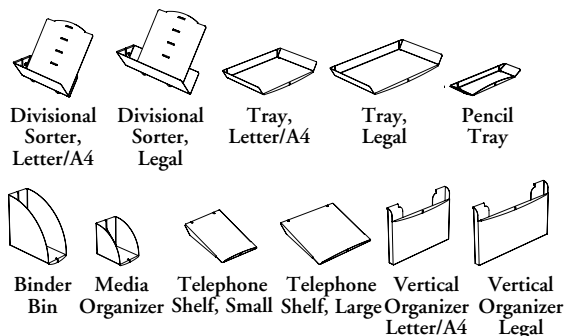 Divisional Sorter, Letter/A4
Divisional Sorter, Legal
Tray, Letter/A4
Tray, Legal
Pencil Tray
Binder Bin
Media Organizer
Telephone Shelf, Small
Telephone Shelf, Large
Vertical Organizer Letter/A4
Vertical Organizer Legal